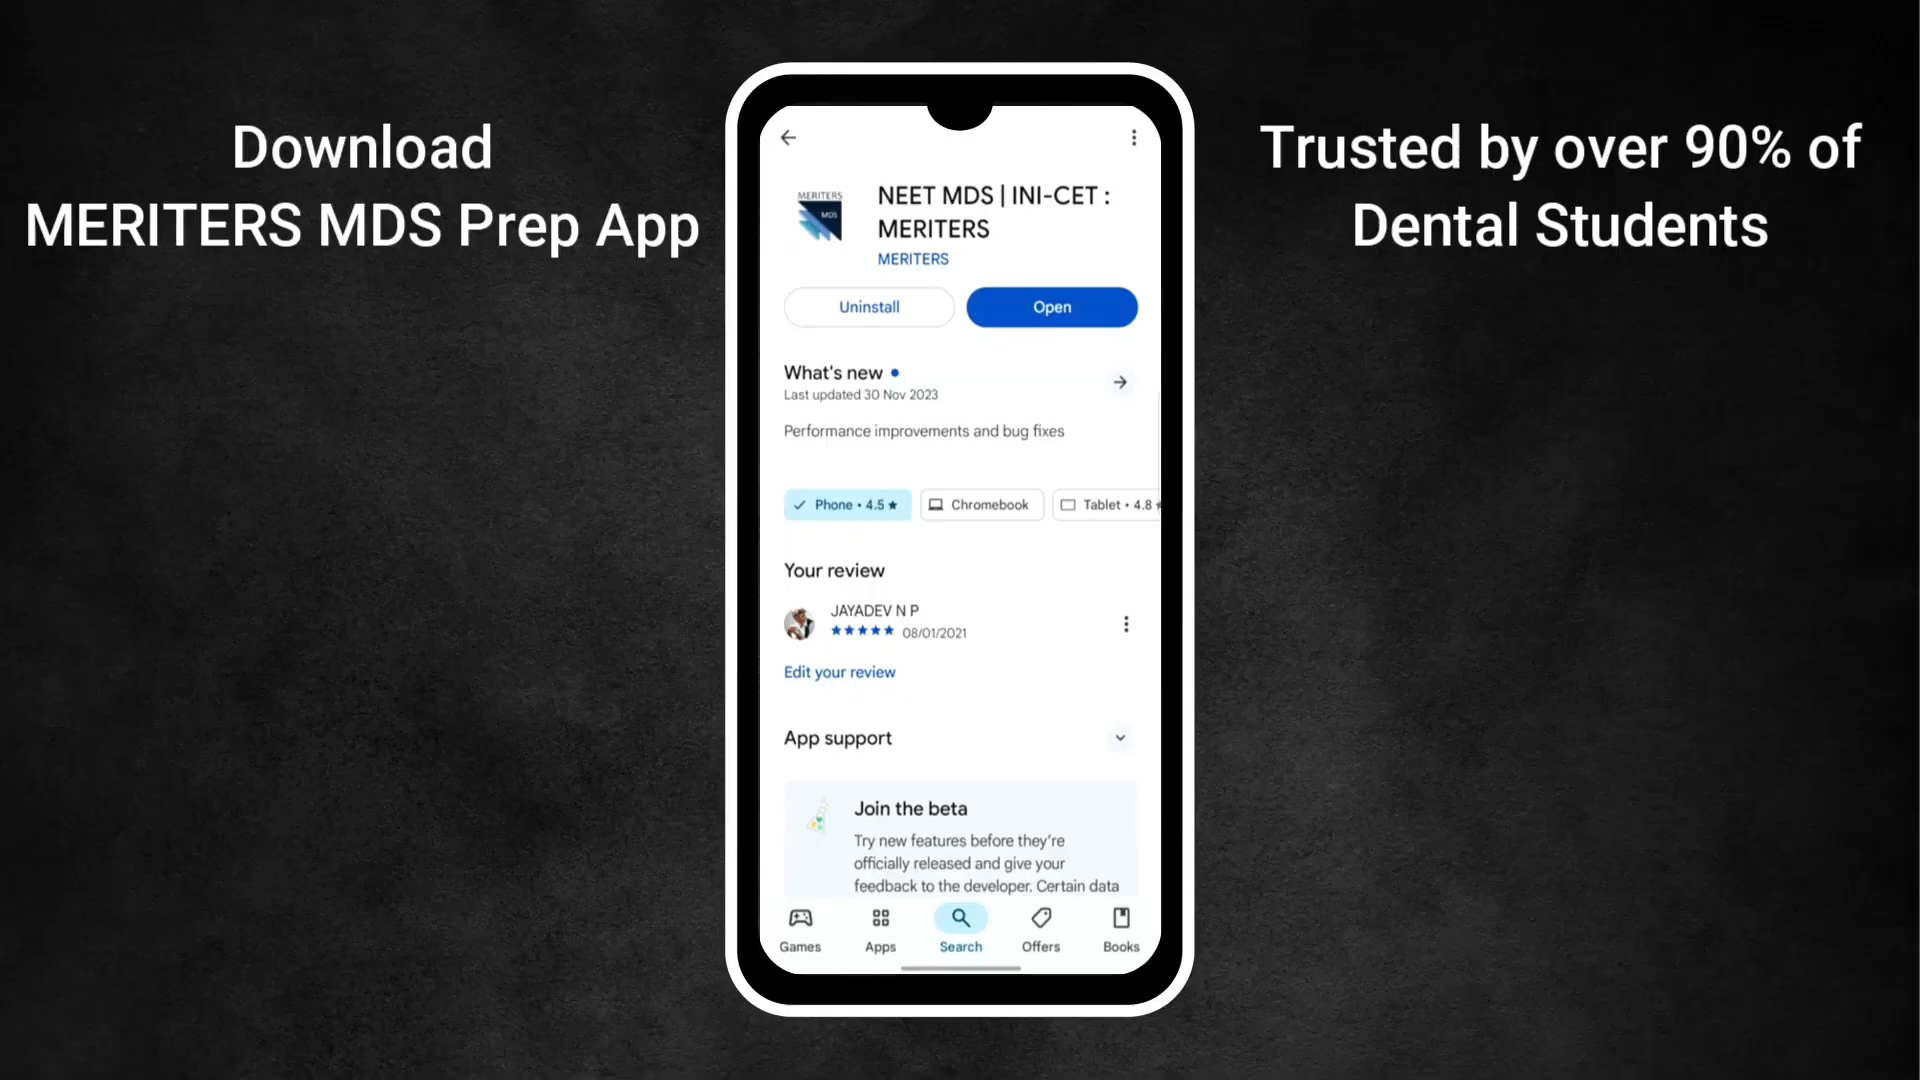 Download
MERITERS MDS Prep App
Trusted by over 90% of
Dental Students
MERITERS
MDS
NEET MDS | INI-CET :
MERITERS
MERITERS
Uninstall
Open
What's new
Last updated 30 Nov 2023
Performance improvements and bug fixes
Phone • 4.5 ★
Chromebook
Tablet • 4.8
Your review
JAYADEV N P
★★★★★ 08/01/2021
Edit your review
App support
Join the beta
Try new features before they're
officially released and give your
feedback to the developer. Certain data
Games
Apps
Search
Offers
Books